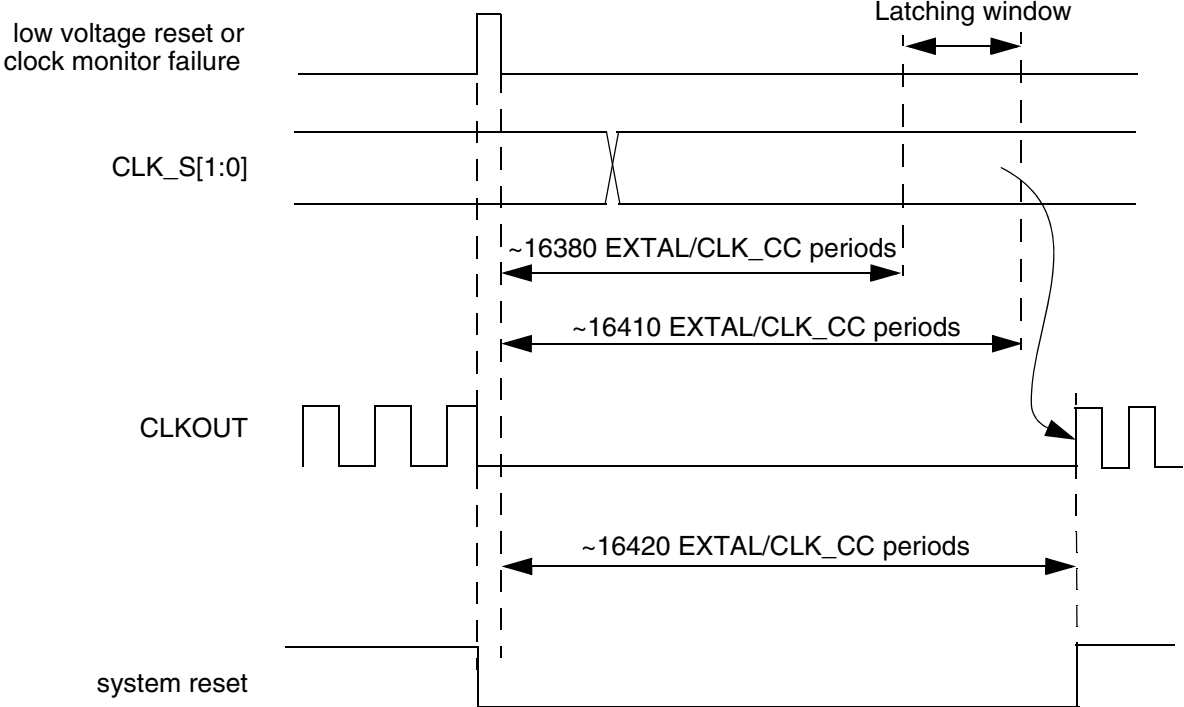 Latching window
low voltage reset or
clock monitor failure
CLK_S[1:0]
~16380 EXTAL/CLK_CC periods
~16410 EXTAL/CLK_CC periods
CLKOUT
~16420 EXTAL/CLK_CC periods
system reset